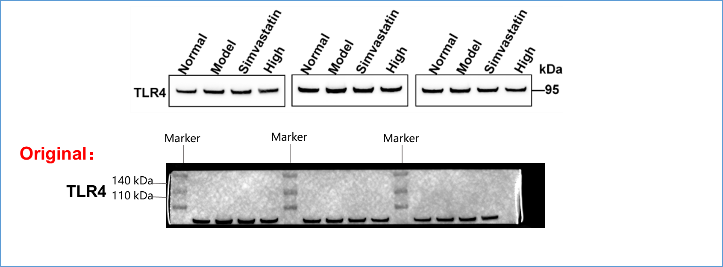 Normal Model Simvastatin High Normal Model Simvastatin High Normal Model Simvastatin High
kDa
TLR4 95
Marker Marker Marker
Original：
140 kDa
TLR4 110 kDa